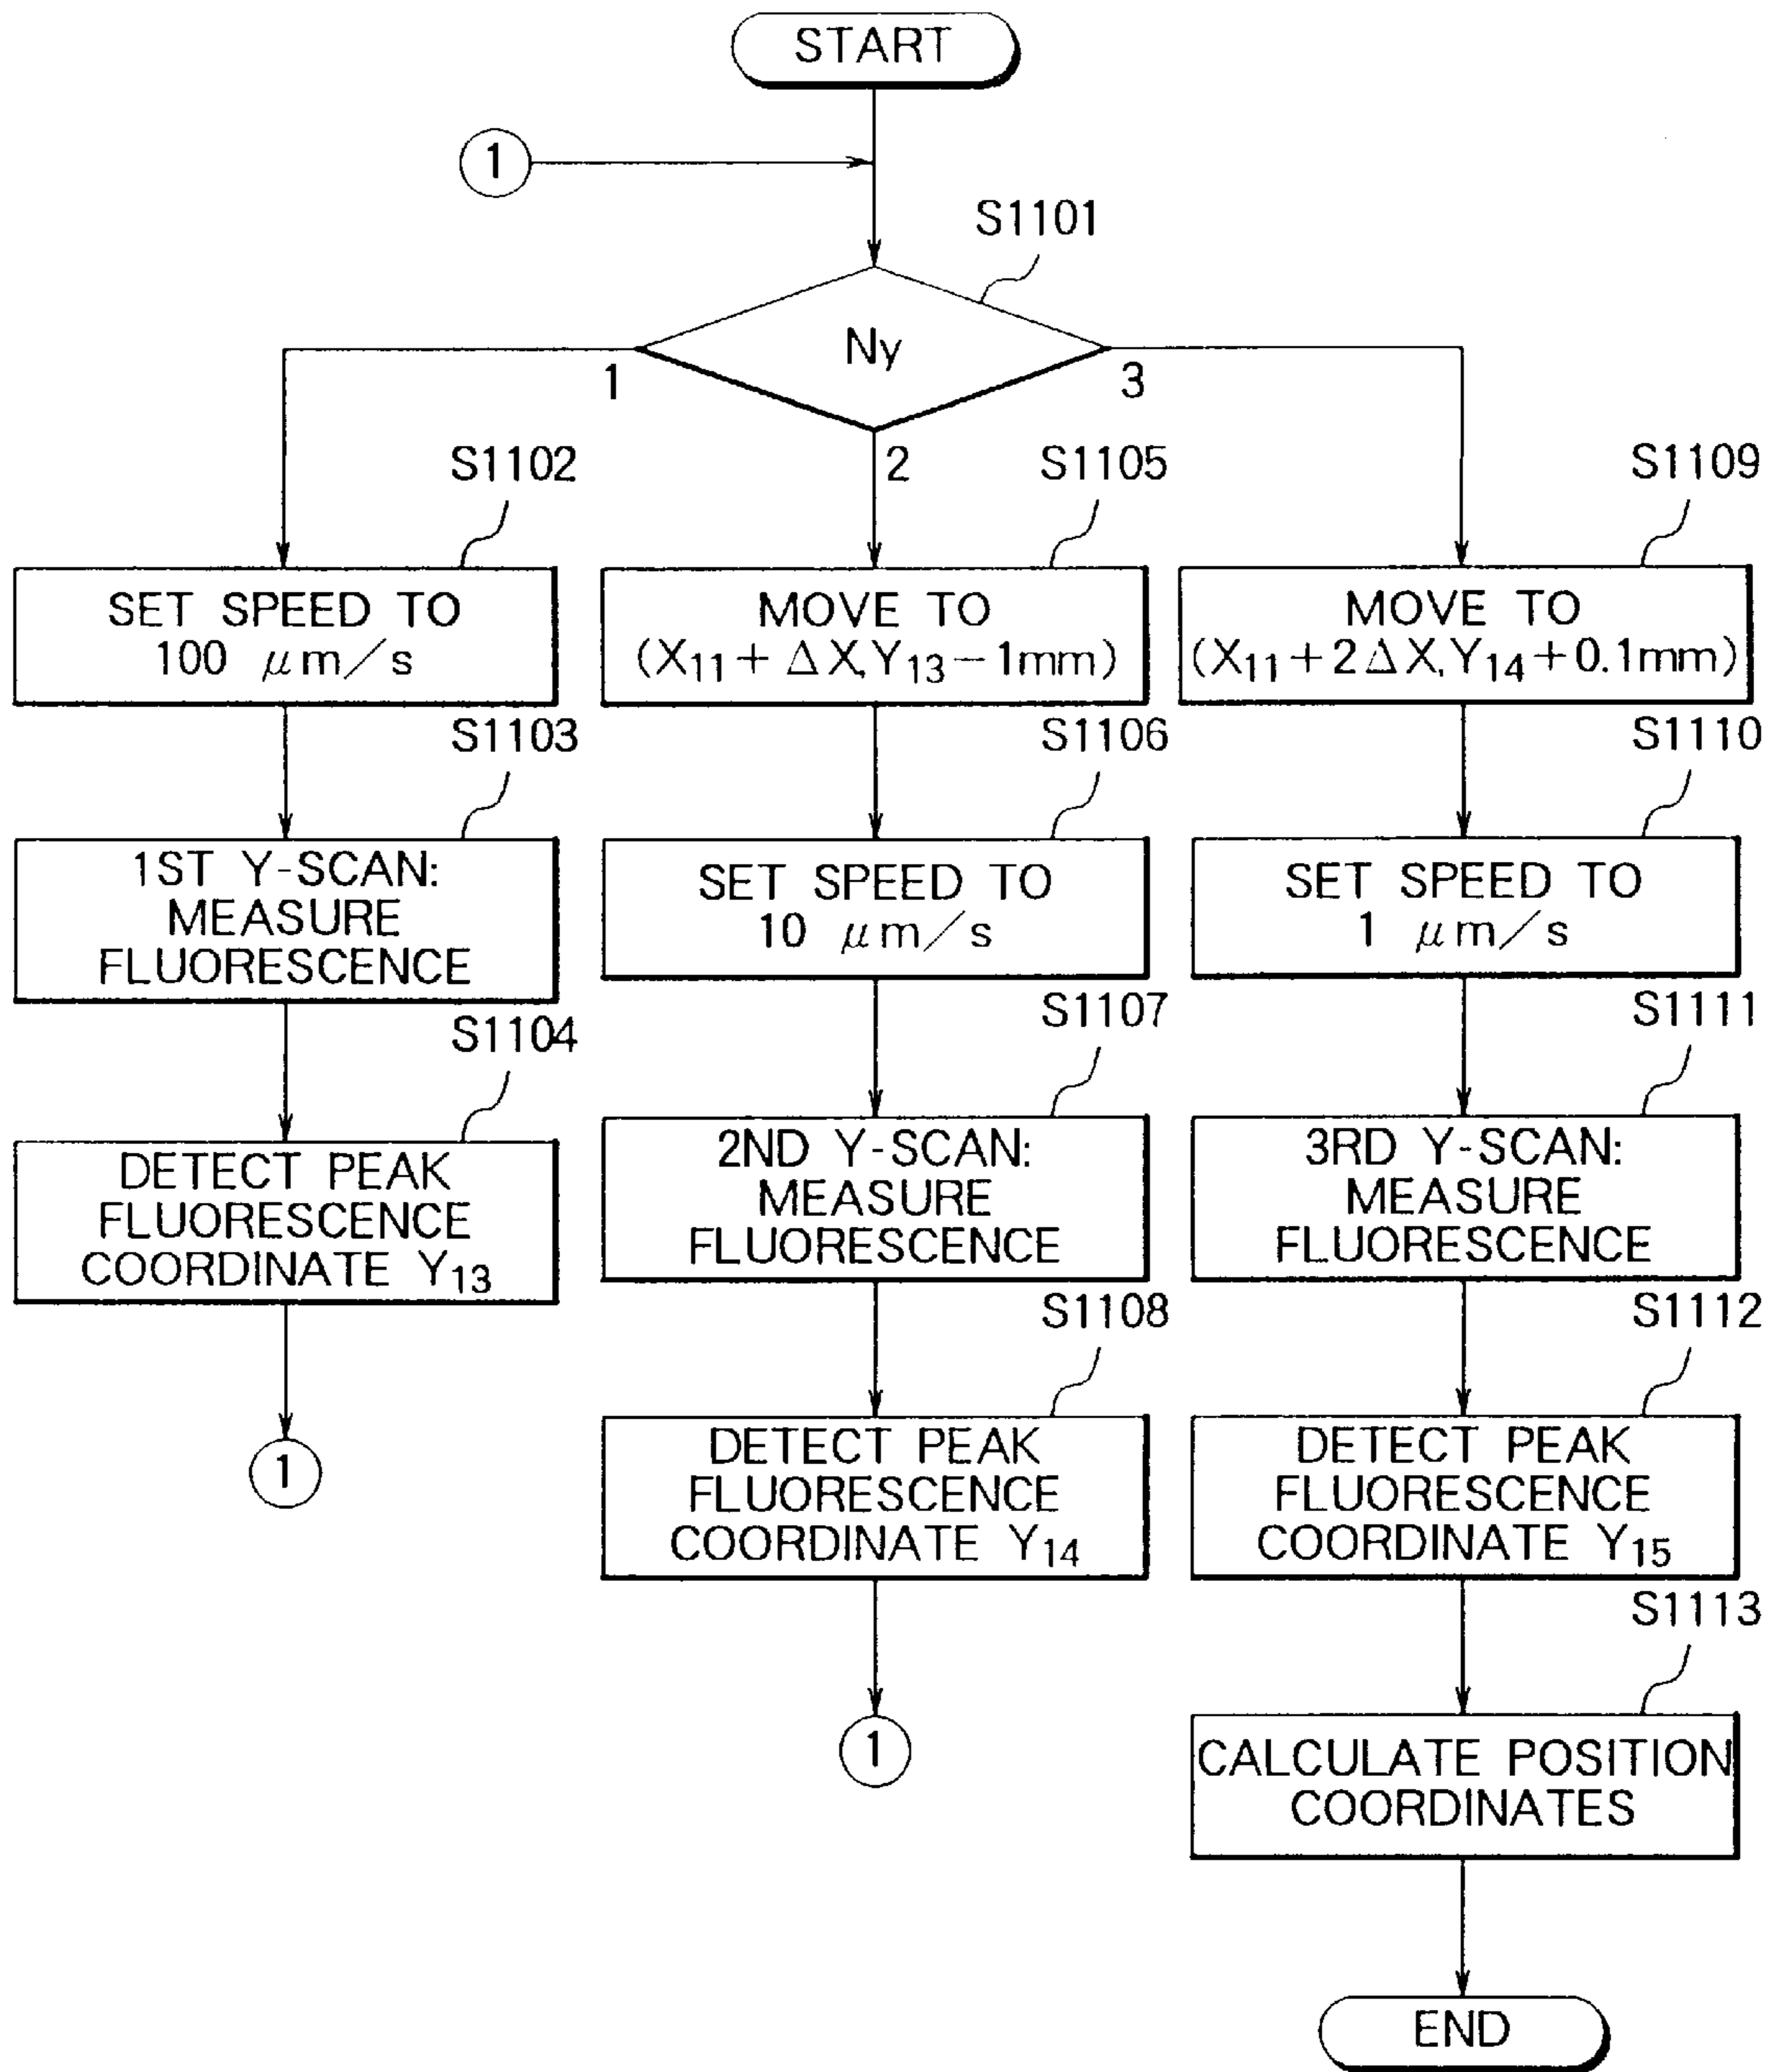 START
1
S1101
Ny
1
2
3
S1102
SET SPEED TO
100 μm/s
S1103
1ST Y-SCAN:
MEASURE
FLUORESCENCE
S1104
DETECT PEAK
FLUORESCENCE
COORDINATE Y₁₃
1
S1105
MOVE TO
(X₁₁+ΔX,Y₁₃−1mm)
S1106
SET SPEED TO
10 μm/s
S1107
2ND Y-SCAN:
MEASURE
FLUORESCENCE
S1108
DETECT PEAK
FLUORESCENCE
COORDINATE Y₁₄
1
S1109
MOVE TO
(X₁₁+2ΔX,Y₁₄+0.1mm)
S1110
SET SPEED TO
1 μm/s
S1111
3RD Y-SCAN:
MEASURE
FLUORESCENCE
S1112
DETECT PEAK
FLUORESCENCE
COORDINATE Y₁₅
S1113
CALCULATE POSITION
COORDINATES
END